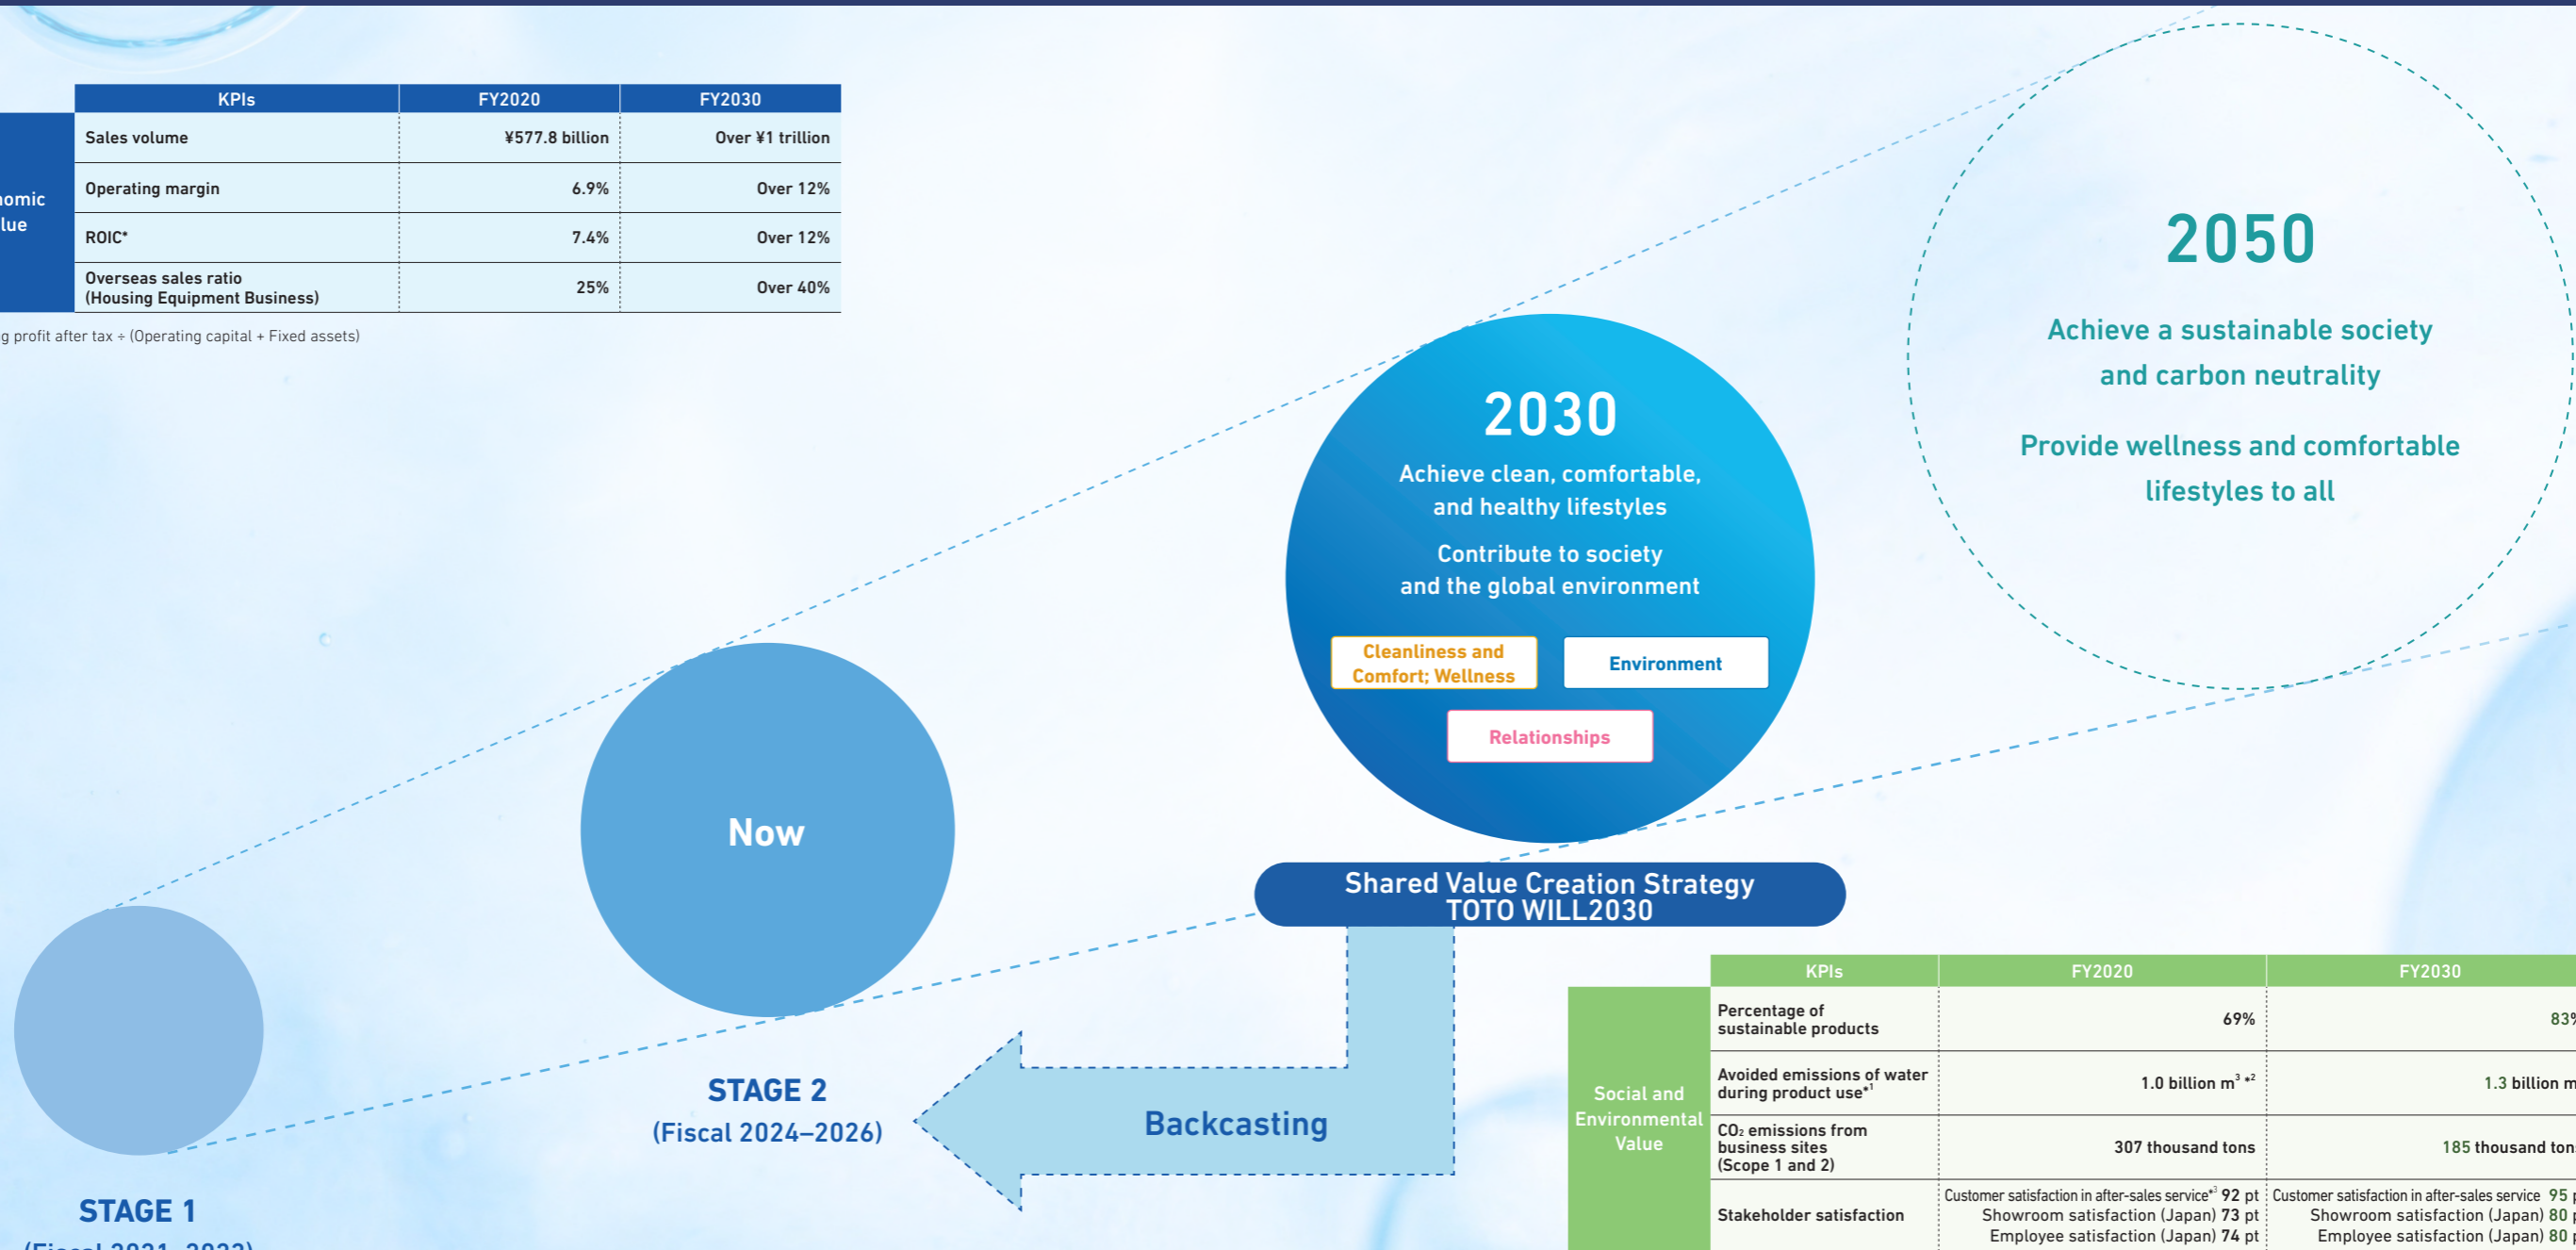 KPIs FY2020 FY2030
Sales volume ¥577.8 billion Over ¥1 trillion
Operating margin 6.9% Over 12%
ROIC* 7.4% Over 12%
Overseas sales ratio
(Housing Equipment Business) 25% Over 40%
profit after tax ÷ (Operating capital + Fixed assets)
2050
Achieve a sustainable society
and carbon neutrality
Provide wellness and comfortable
lifestyles to all
2030
Achieve clean, comfortable,
and healthy lifestyles
Contribute to society
and the global environment
Cleanliness and
Comfort; Wellness
Environment
Relationships
Now
Shared Value Creation Strategy
TOTO WILL2030
Backcasting
STAGE 2
(Fiscal 2024–2026)
STAGE 1
KPIs FY2020 FY2030
Social and
Environmental
Value
Percentage of
sustainable products 69% 83%
Avoided emissions of water
during product use*1 1.0 billion m3 *2 1.3 billion
CO2 emissions from
business sites
(Scope 1 and 2) 307 thousand tons 185 thousand tons
Stakeholder satisfaction
Customer satisfaction in after-sales service*3 92 pt
Showroom satisfaction (Japan) 73 pt
Employee satisfaction (Japan) 74 pt
Customer satisfaction in after-sales service 95
Showroom satisfaction (Japan) 80
Employee satisfaction (Japan) 80